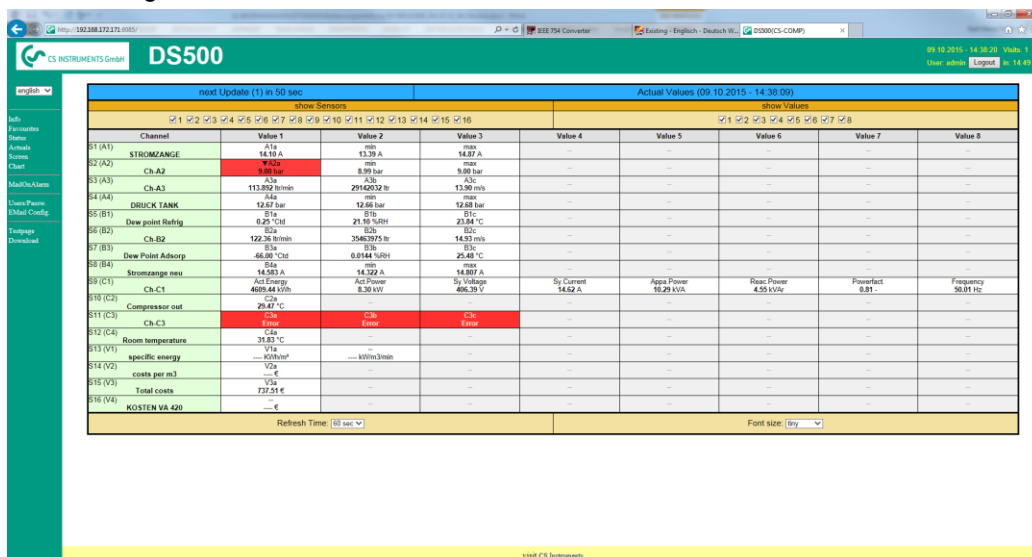 http://192.168.172.171:6085/
IEEE 754 Converter
Existing - Englisch - Deutsch W...
DS500(CS-COMP)
CS INSTRUMENTS GmbH
DS500
09.10.2015 - 14:38:20 Visits: 1
User: admin Logout in: 14:49
english
Info
Favourites
Status
Actuals
Screen
Chart
MailOnAlarm
Users/Passw.
EMail Config.
Testpage
Download
next Update (1) in 50 sec Actual Values (09.10.2015 - 14:38:09)
show Sensors show Values
1 2 3 4 5 6 7 8 9 10 11 12 13 14 15 16 1 2 3 4 5 6 7 8
Channel Value 1 Value 2 Value 3 Value 4 Value 5 Value 6 Value 7 Value 8
S1 (A1) A1a min max
STROMZANGE 14.10 A 13.39 A 14.87 A -- -- -- -- --
S2 (A2) ▼A2a min max
Ch-A2 9.00 bar 8.99 bar 9.00 bar -- -- -- -- --
S3 (A3) A3a A3b A3c
Ch-A3 113.892 ltr/min 29142032 ltr 13.90 m/s -- -- -- -- --
S4 (A4) A4a min max
DRUCK TANK 12.67 bar 12.66 bar 12.68 bar -- -- -- -- --
S5 (B1) B1a B1b B1c
Dew point Refrig 0.25 °Ctd 21.10 %RH 23.84 °C -- -- -- -- --
S6 (B2) B2a B2b B2c
Ch-B2 122.36 ltr/min 35463975 ltr 14.93 m/s -- -- -- -- --
S7 (B3) B3a B3b B3c
Dew Point Adsorp -66.00 °Ctd 0.0144 %RH 25.48 °C -- -- -- -- --
S8 (B4) B4a min max
Stromzange neu 14.583 A 14.322 A 14.807 A -- -- -- -- --
S9 (C1) Act.Energy Act.Power Sy.Voltage Sy.Current Appa.Power Reac.Power Powerfact. Frequency
Ch-C1 4609.44 kWh 8.30 kW 406.39 V 14.62 A 10.29 kVA 4.55 kVAr 0.81 - 50.01 Hz
S10 (C2) C2a
Compressor out 29.47 °C -- -- -- -- -- -- --
S11 (C3) C3a C3b C3c
Ch-C3 Error Error Error -- -- -- -- --
S12 (C4) C4a
Room temperature 31.83 °C -- -- -- -- -- -- --
S13 (V1) V1a --
specific energy ---- KWh/m³ ---- kW/m3/min -- -- -- -- -- --
S14 (V2) V2a
costs per m3 ---- € -- -- -- -- -- -- --
S15 (V3) V3a
Total costs 737.51 € -- -- -- -- -- -- --
S16 (V4) --
KOSTEN VA 420 ---- € -- -- -- -- -- -- --
Refresh Time: 60 sec Font size: tiny
visit CS Instruments